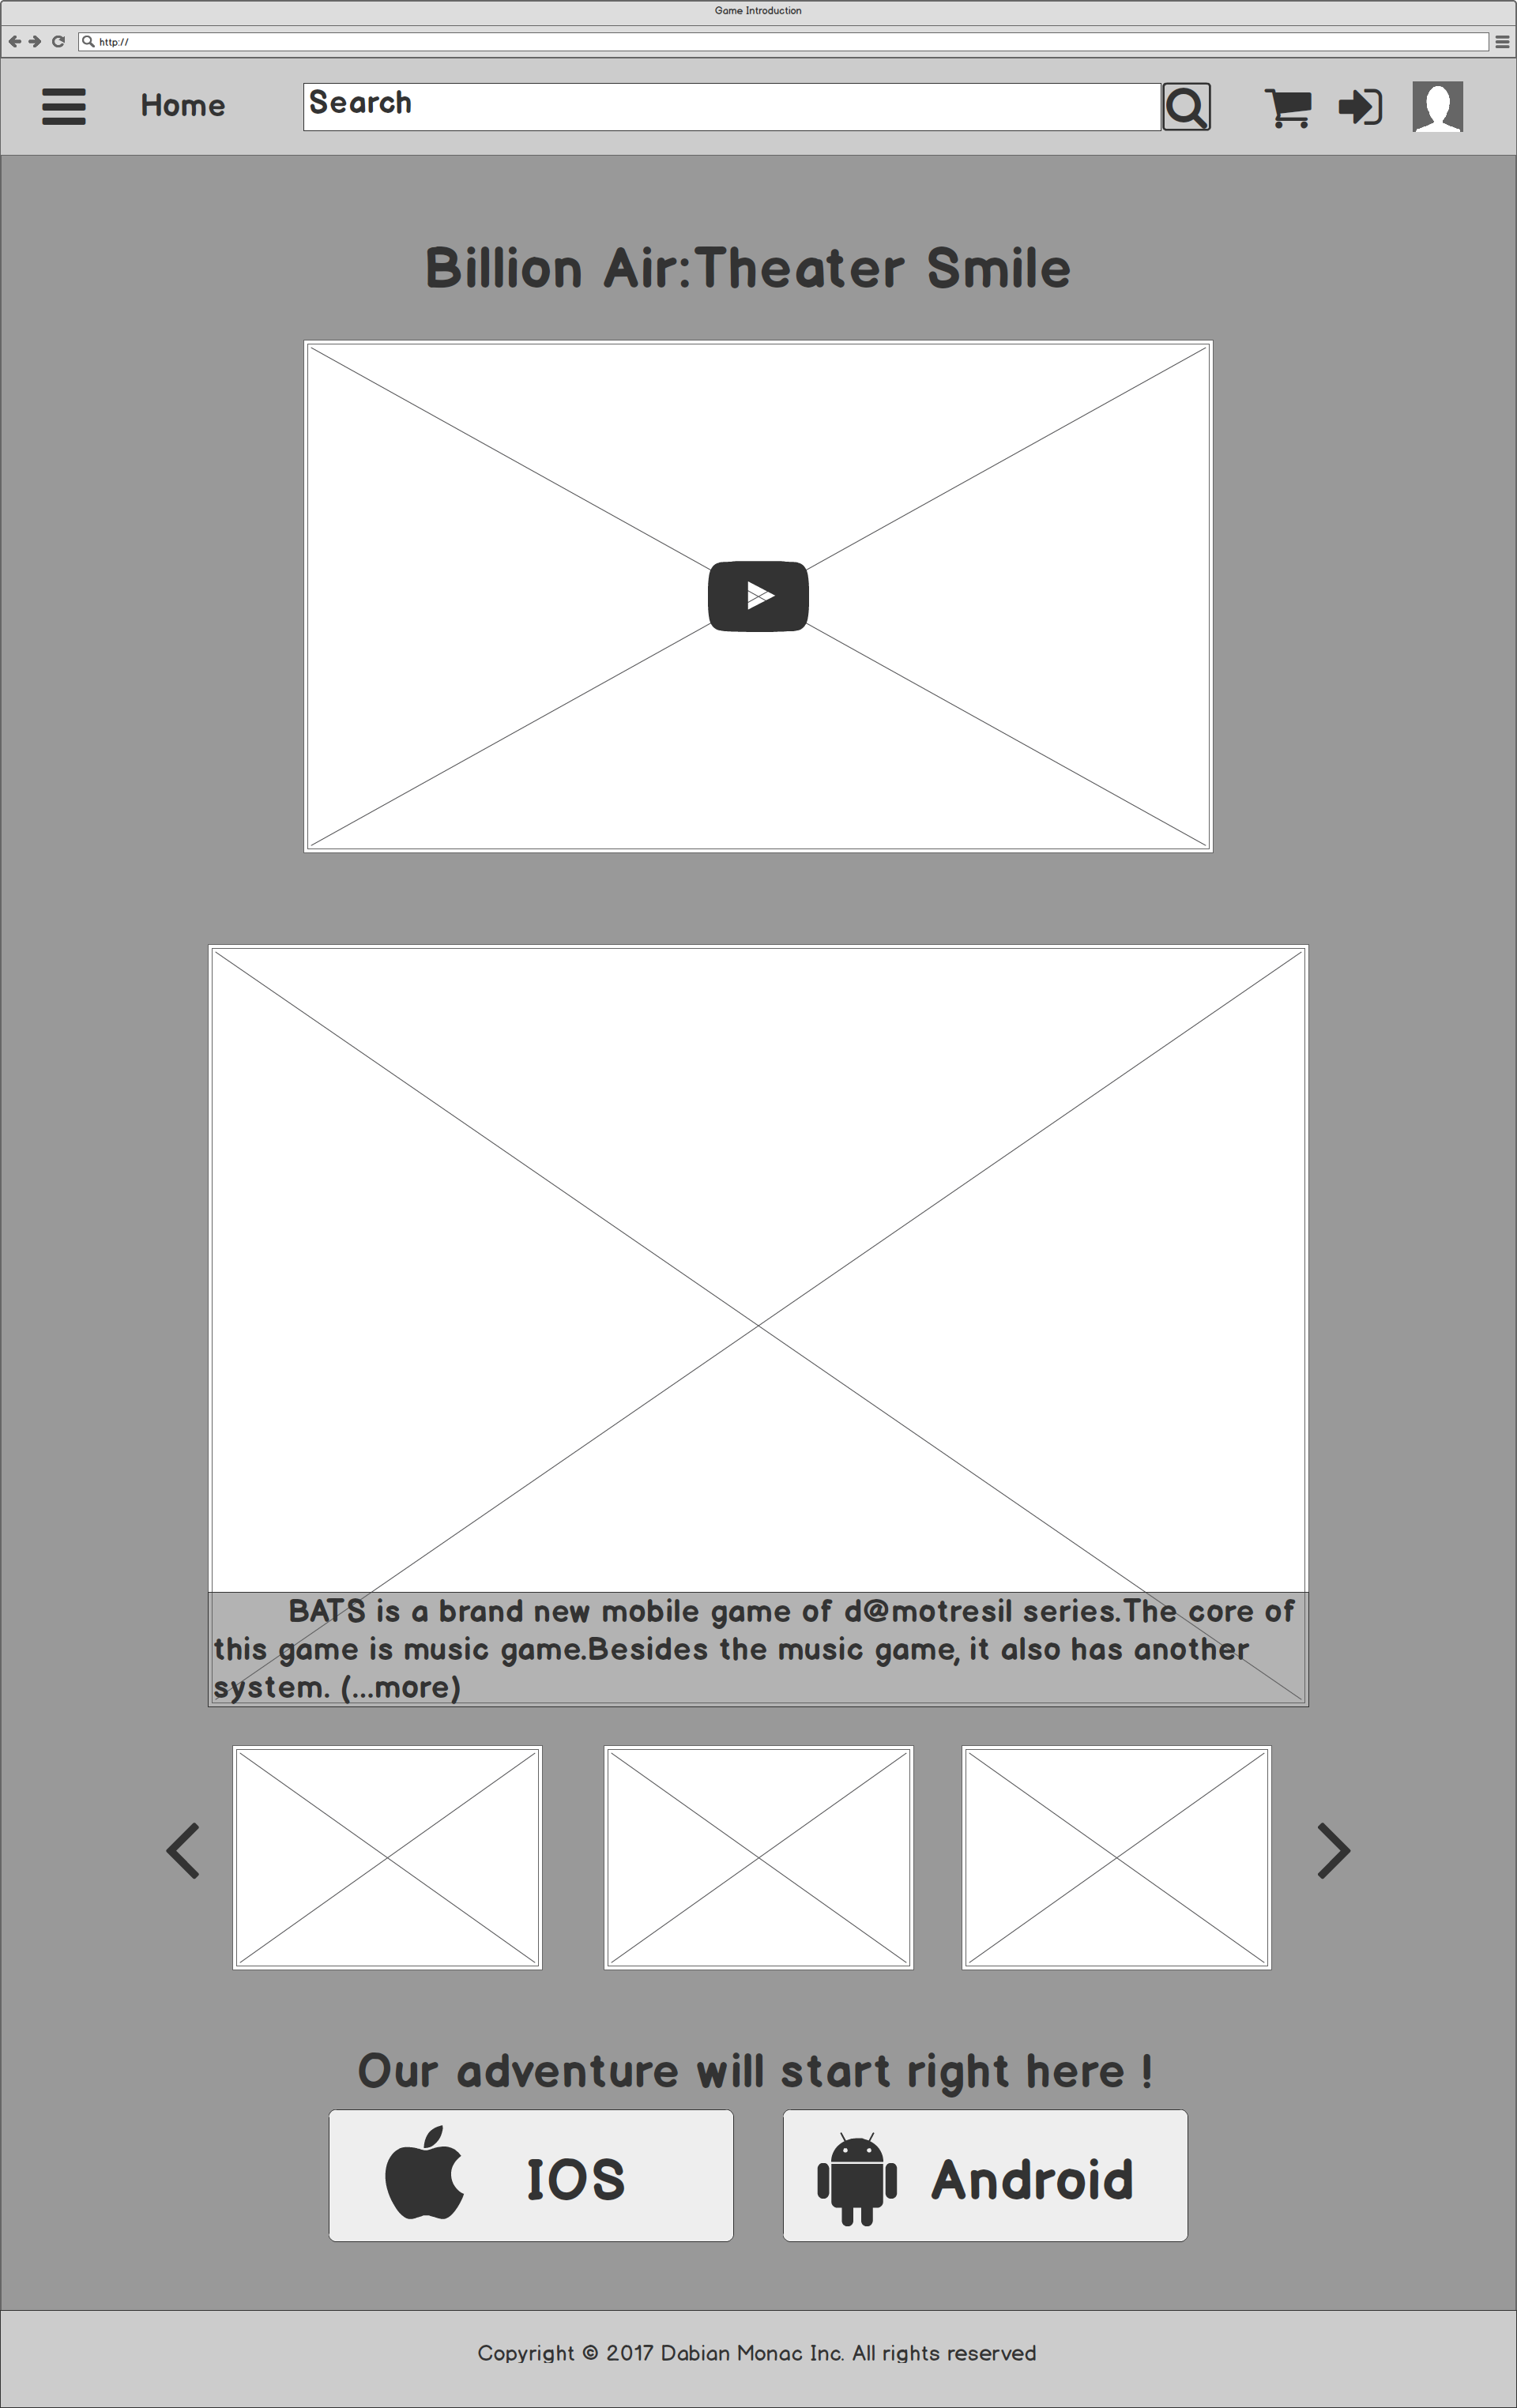 Game Introduction
http://
Home
Search
Billion Air:Theater Smile
BATS is a brand new mobile game of d@motresil series.The core of
this game is music game.Besides the music game, it also has another
system. (...more)
Our adventure will start right here !
IOS
Android
Copyright © 2017 Dabian Monac Inc. All rights reserved